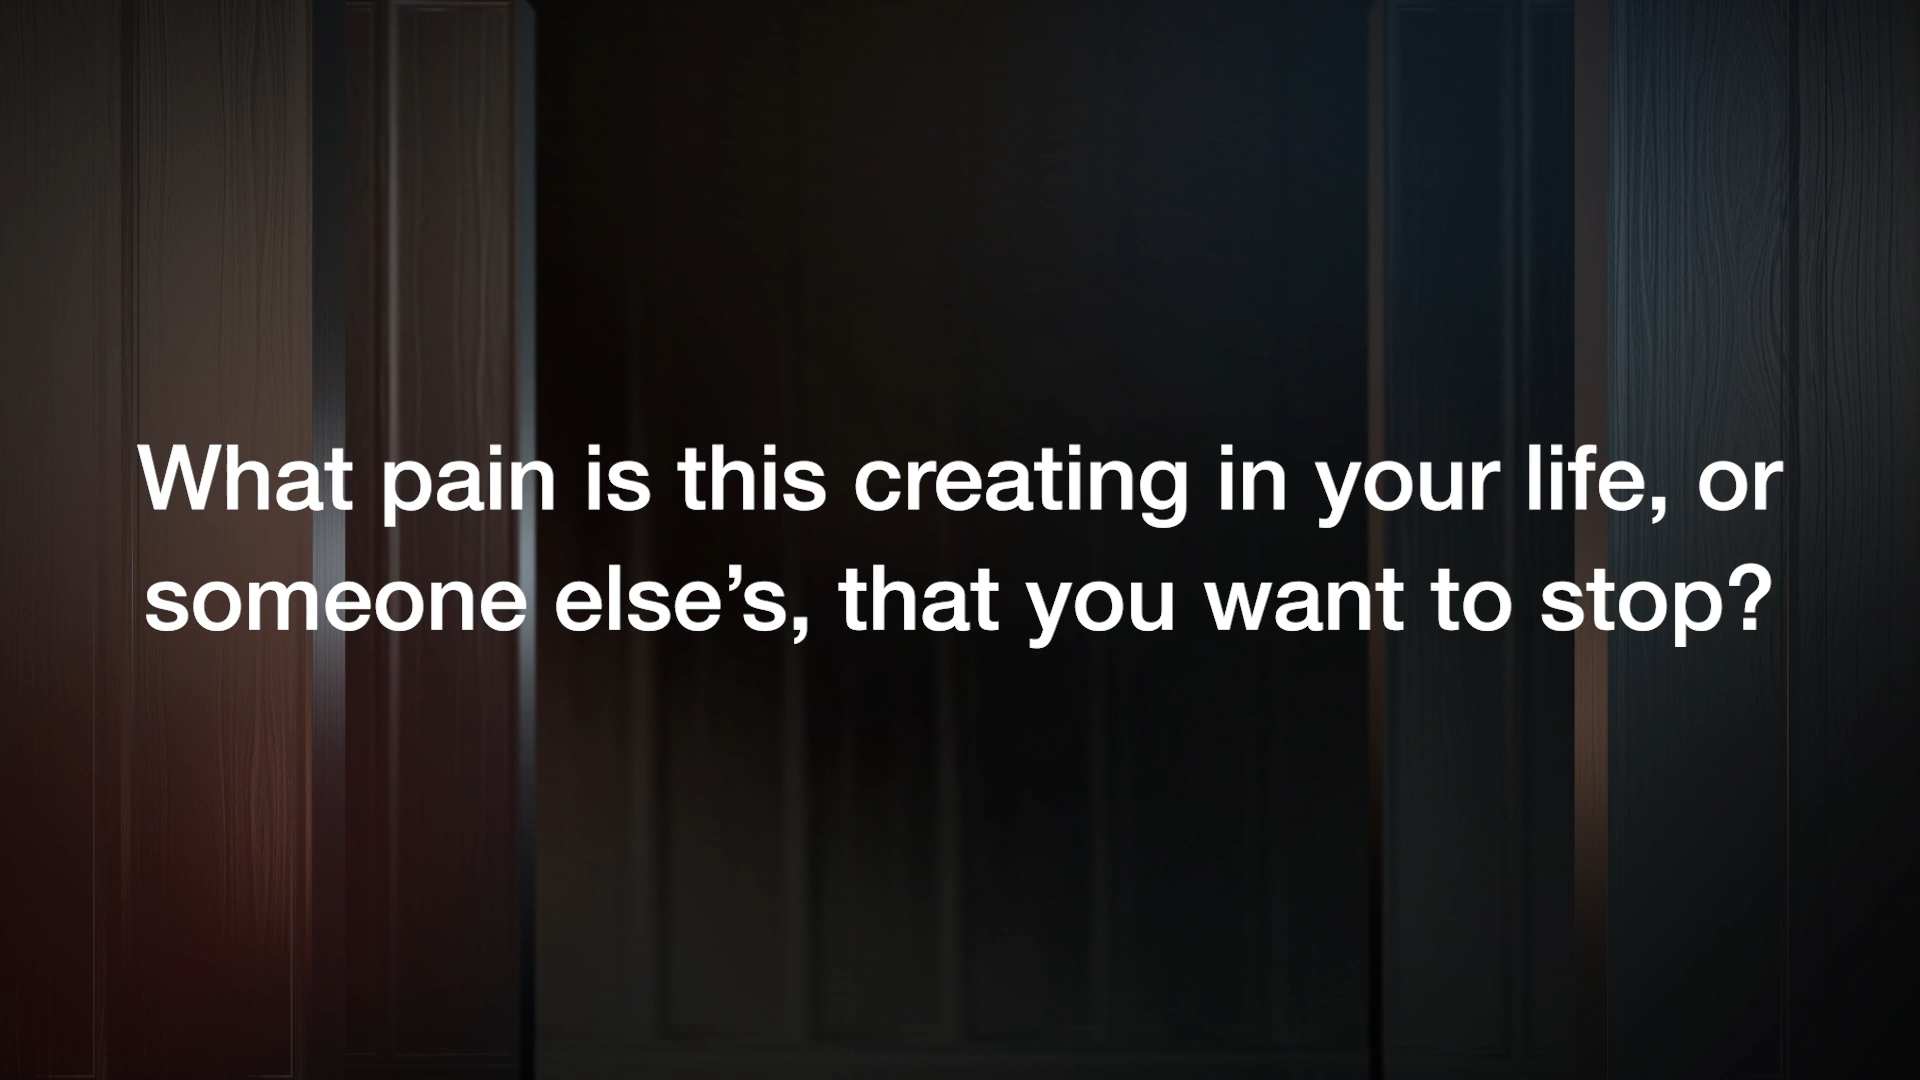 What pain is this creating in your life, or
someone else’s, that you want to stop?